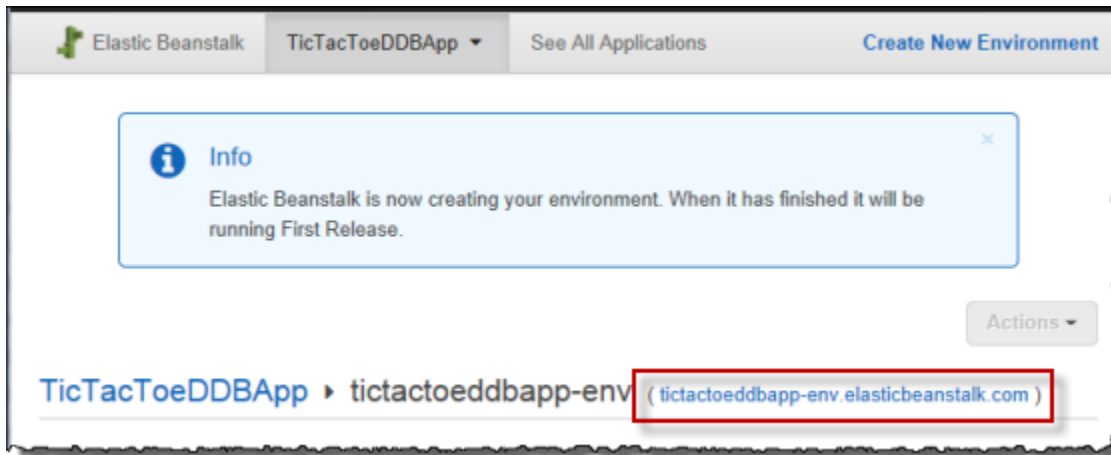 Elastic Beanstalk TicTacToeDDBApp See All Applications Create New Environment
Info
Elastic Beanstalk is now creating your environment. When it has finished it will be
running First Release.
Actions
TicTacToeDDBApp ▸ tictactoeddbapp-env ( tictactoeddbapp-env.elasticbeanstalk.com )